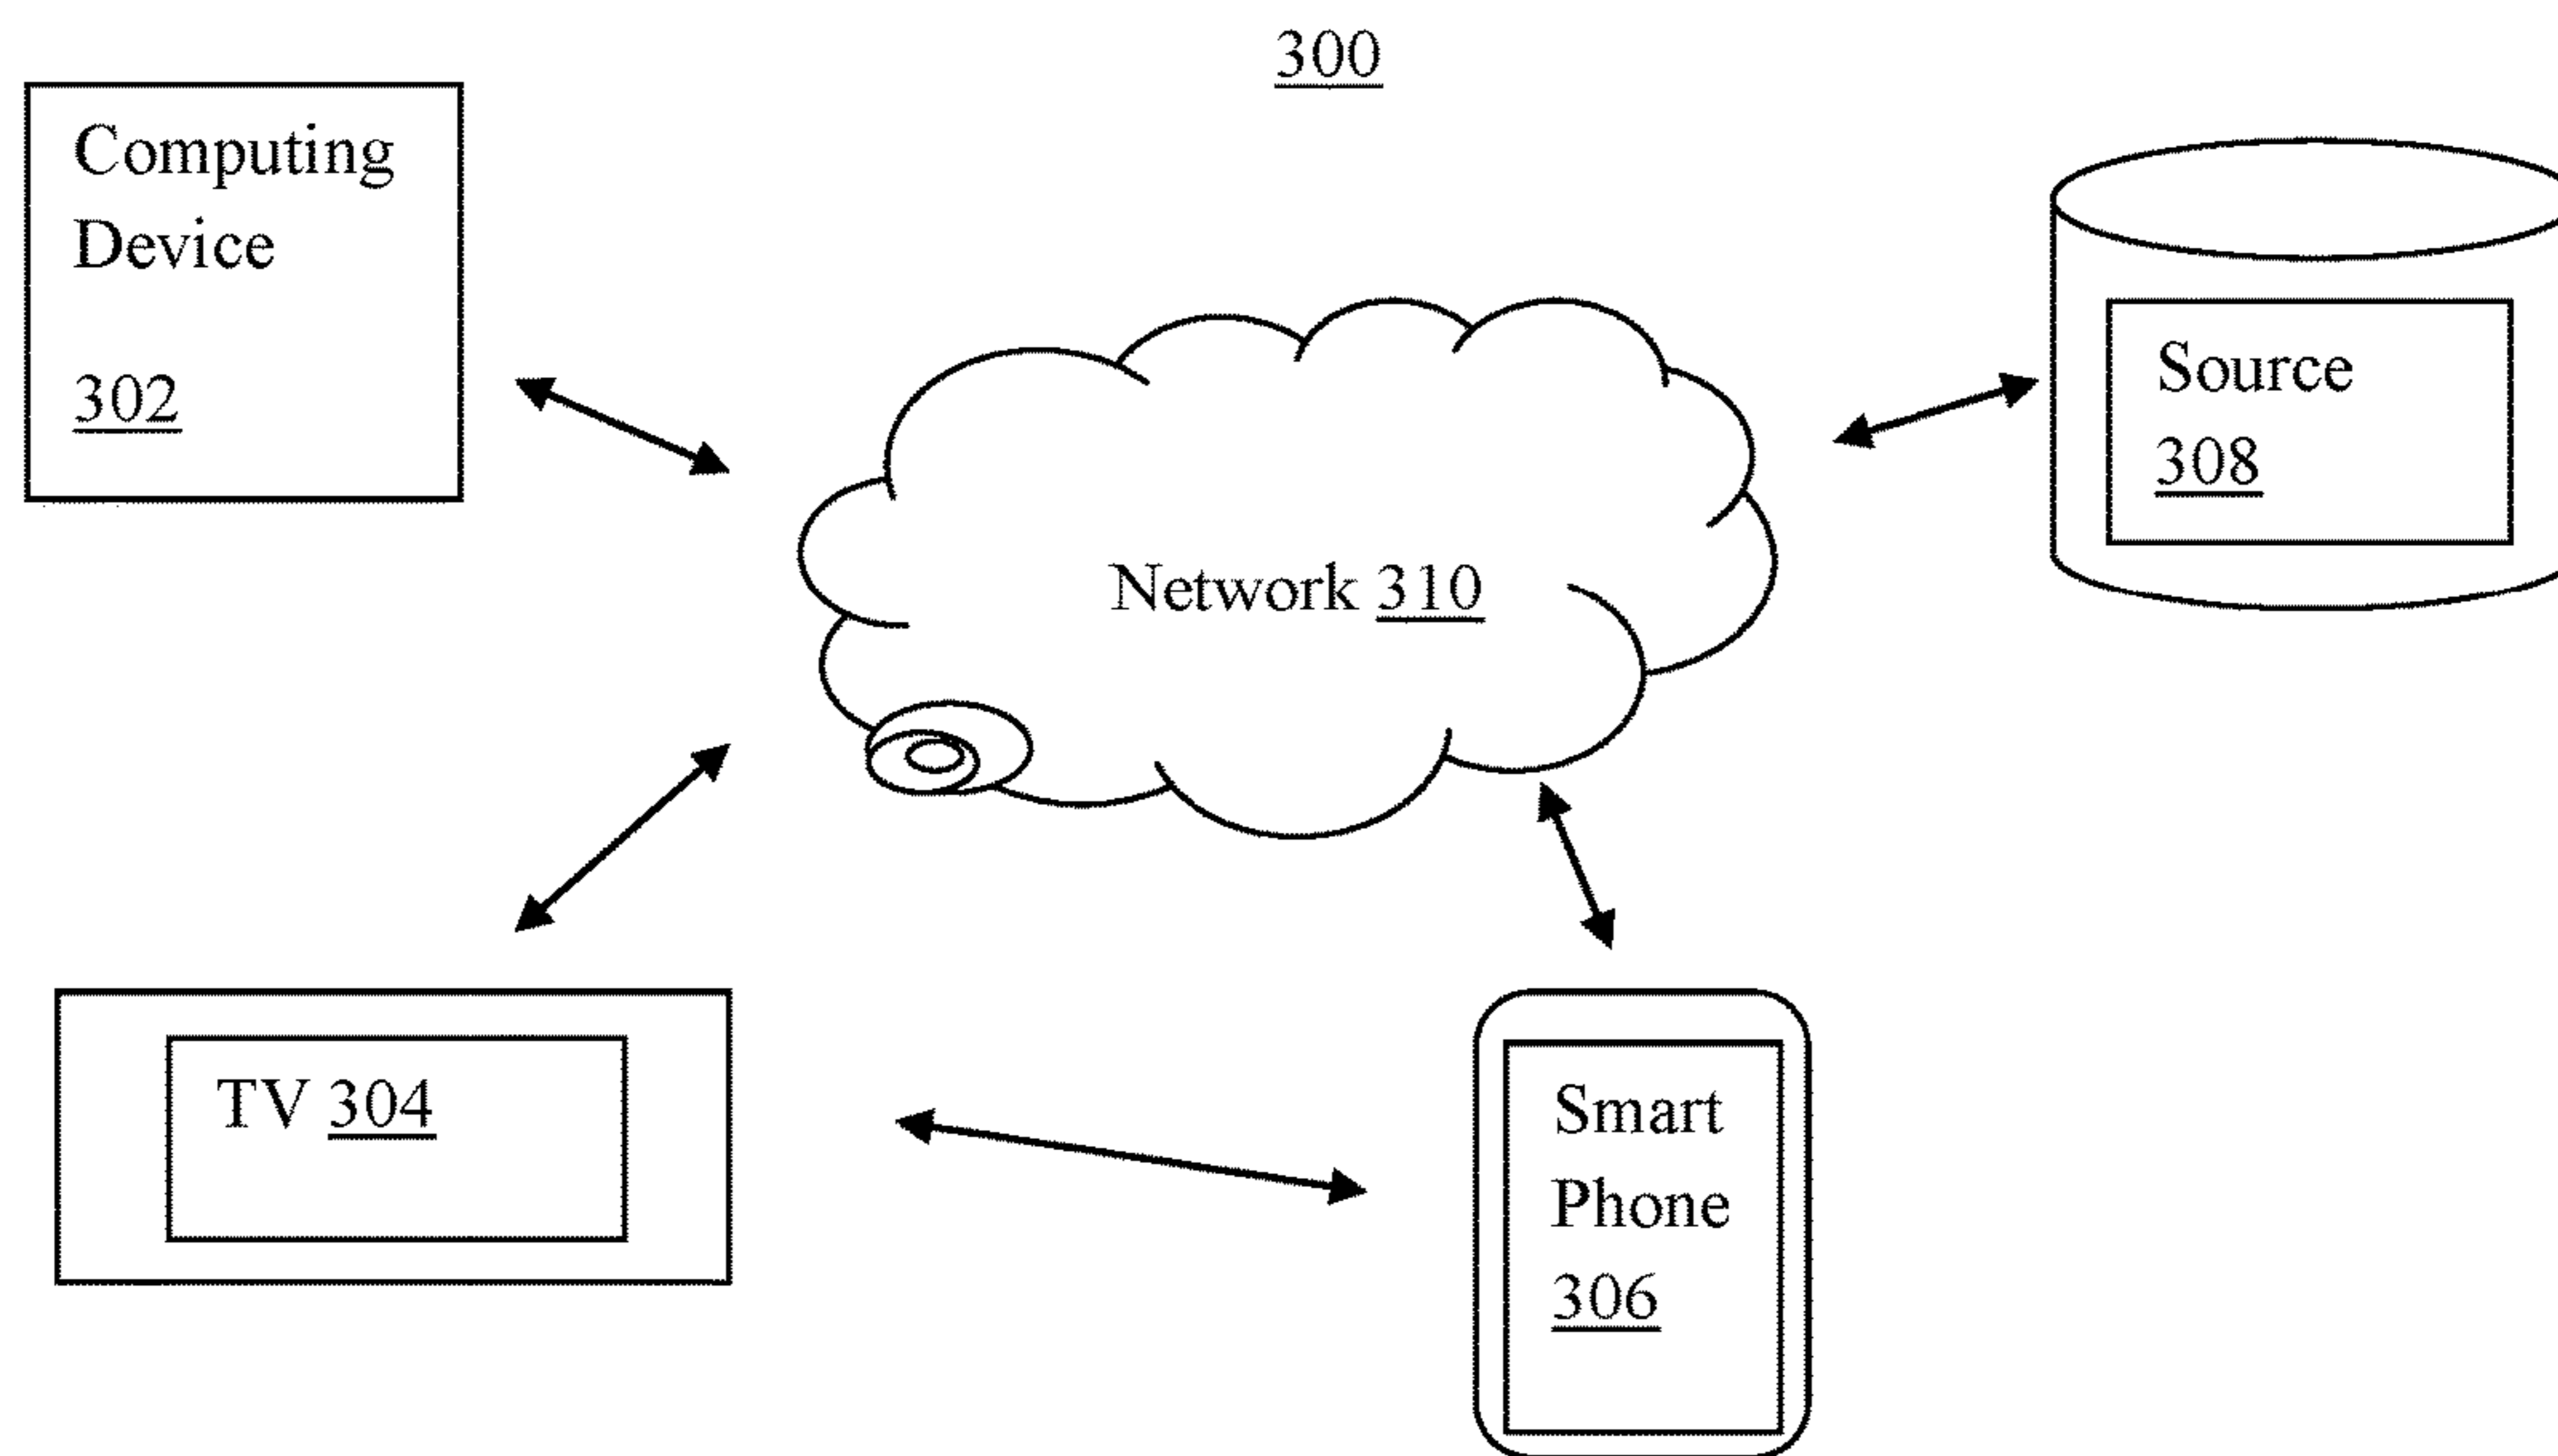 300
Computing
Device
302
Source
308
Network 310
TV 304
Smart
Phone
306